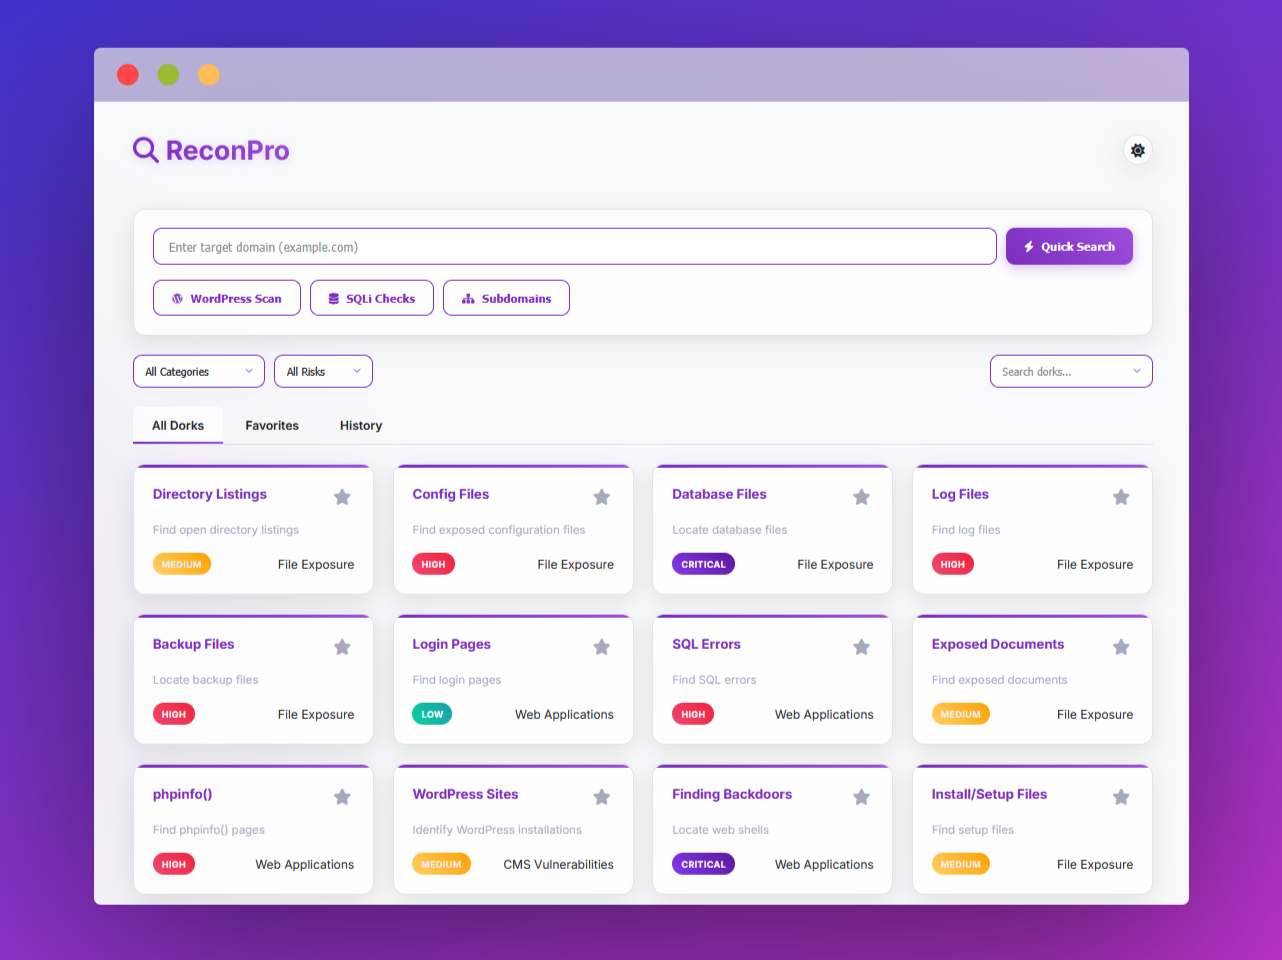 ReconPro
Enter target domain (example.com)
Quick Search
WordPress Scan
SQLi Checks
Subdomains
All Categories
All Risks
Search dorks...
All Dorks
Favorites
History
Directory Listings
Find open directory listings
MEDIUM
File Exposure
Config Files
Find exposed configuration files
HIGH
File Exposure
Database Files
Locate database files
CRITICAL
File Exposure
Log Files
Find log files
HIGH
File Exposure
Backup Files
Locate backup files
HIGH
File Exposure
Login Pages
Find login pages
LOW
Web Applications
SQL Errors
Find SQL errors
HIGH
Web Applications
Exposed Documents
Find exposed documents
MEDIUM
File Exposure
phpinfo()
Find phpinfo() pages
HIGH
Web Applications
WordPress Sites
Identify WordPress installations
MEDIUM
CMS Vulnerabilities
Finding Backdoors
Locate web shells
CRITICAL
Web Applications
Install/Setup Files
Find setup files
MEDIUM
File Exposure